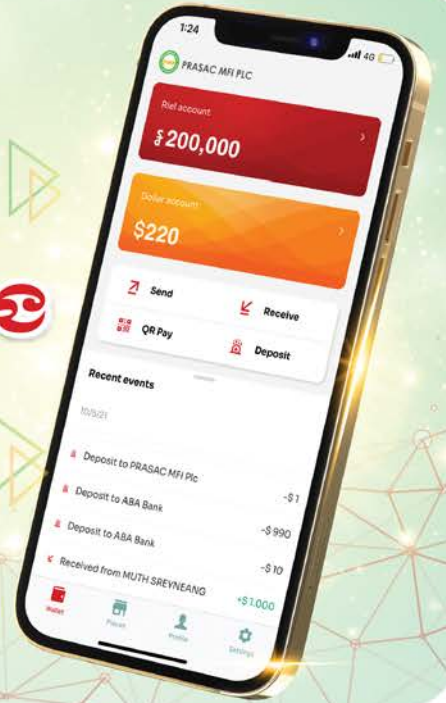 1:24
4G
PRASAC MFI PLC
Riel account
៛ 200,000
Dollar account
$220
Send
Receive
QR Pay
Deposit
Recent events
10/5/21
Deposit to PRASAC MFI Plc
-$ 1
Deposit to ABA Bank
-$ 990
Deposit to ABA Bank
-$ 10
Received from MUTH SREYNEANG
+$ 1.000
Wallet
Places
Profile
Settings